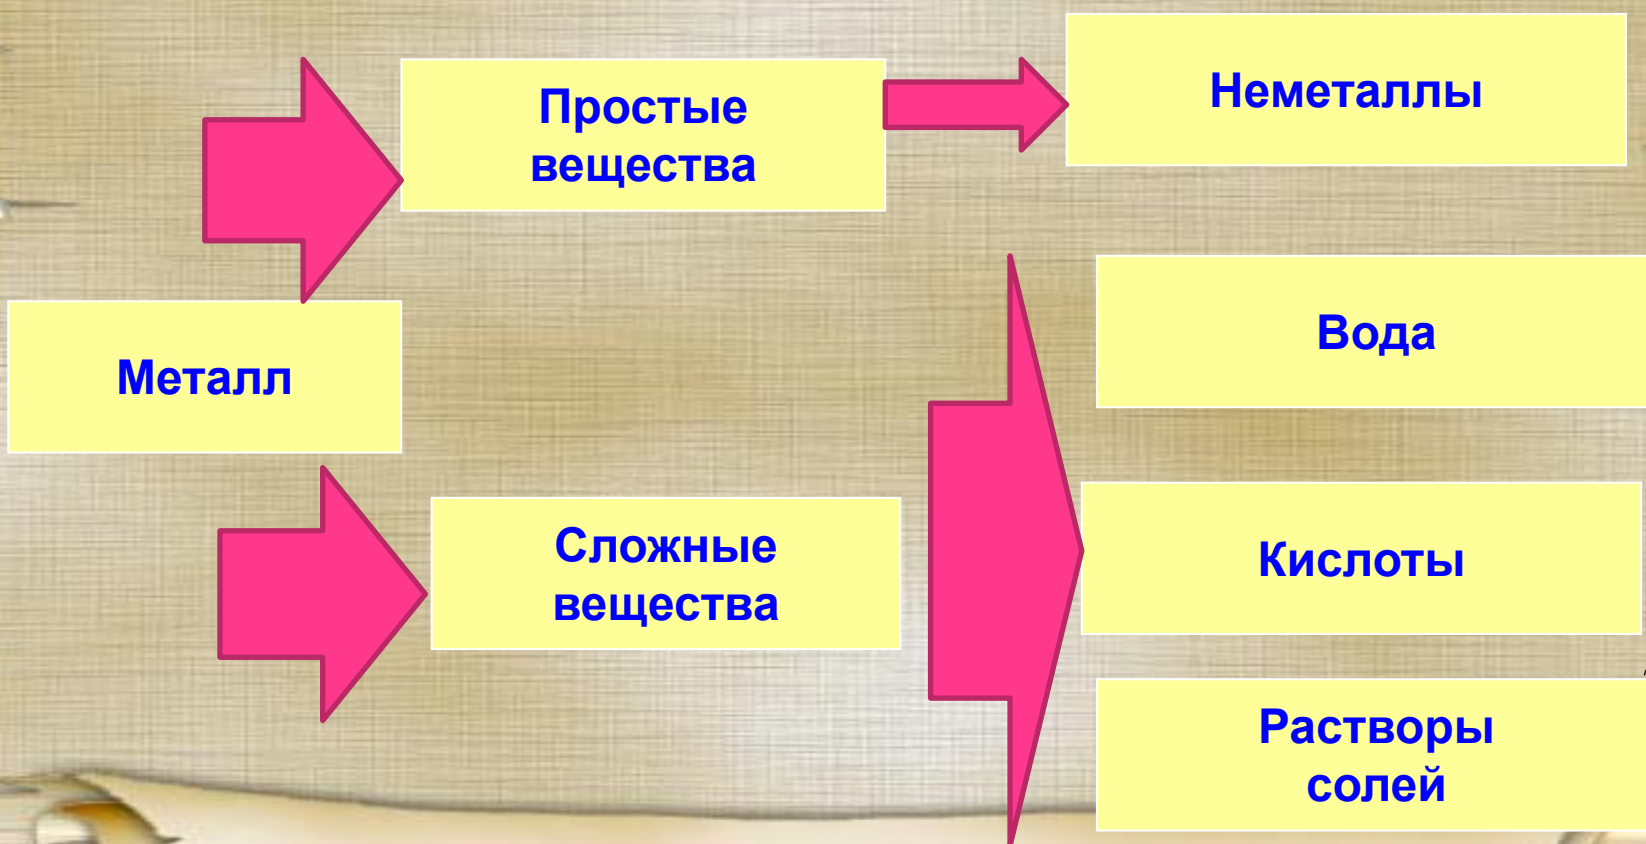 Простые
вещества
Неметаллы
Металл
Вода
Сложные
вещества
Кислоты
Растворы
солей